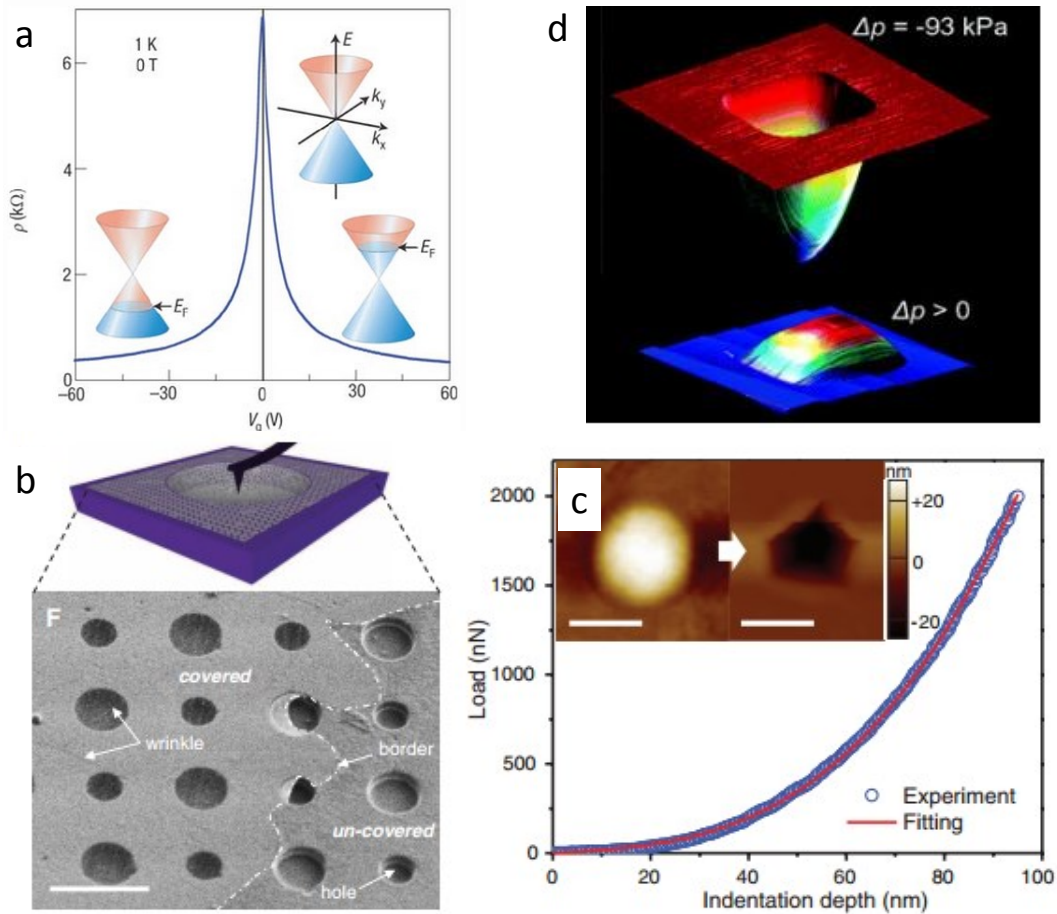 a
1 K
0 T
E
k_y
k_x
E_F
E_F
ρ (kΩ)
6
4
2
0
−60
−30
0
30
60
V_g (V)
d
Δp = -93 kPa
Δp > 0
b
F
covered
wrinkle
border
un-covered
hole
c
nm
+20
0
-20
Load (nN)
2000
1500
1000
500
0
0
20
40
60
80
100
Indentation depth (nm)
Experiment
Fitting